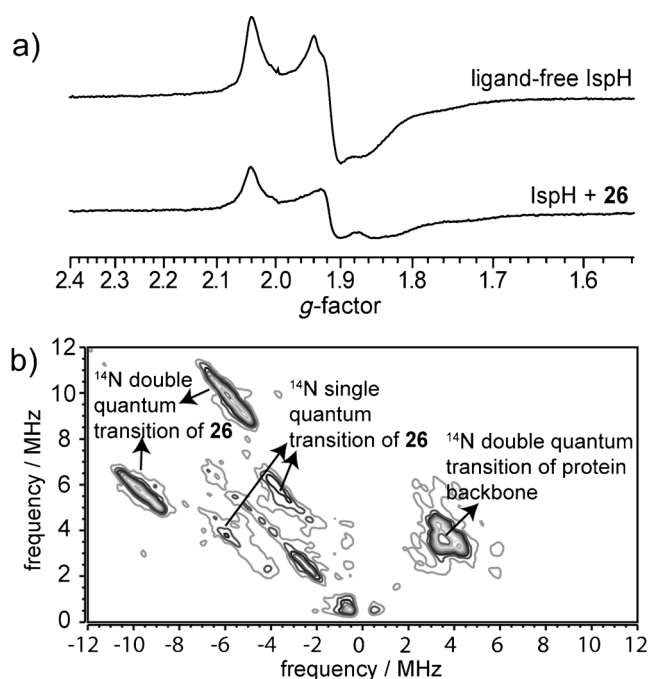 a)
ligand-free IspH
IspH + 26
2.4 2.3 2.2 2.1 2.0 1.9 1.8 1.7 1.6
g-factor
b)
12
10
8
6
4
2
0
frequency / MHz
¹⁴N double
quantum
transition of 26
¹⁴N single
quantum
transition of 26
¹⁴N double quantum
transition of protein
backbone
-12 -10 -8 -6 -4 -2 0 2 4 6 8 10 12
frequency / MHz